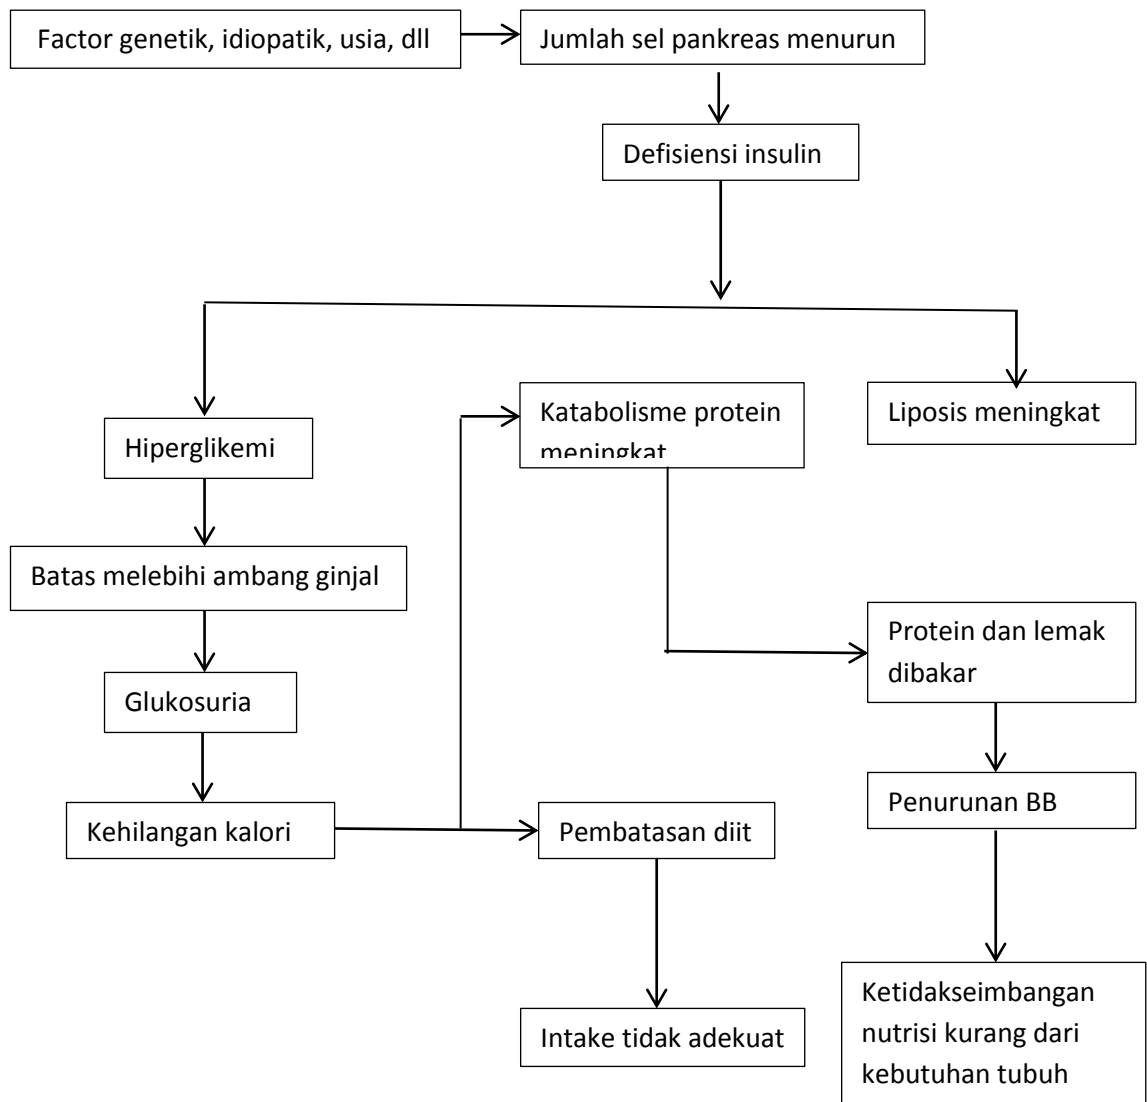 Factor genetik, idiopatik, usia, dll
Jumlah sel pankreas menurun
Defisiensi insulin
Hiperglikemi
Katabolisme protein
meningkat
Liposis meningkat
Batas melebihi ambang ginjal
Glukosuria
Protein dan lemak
dibakar
Kehilangan kalori
Pembatasan diit
Penurunan BB
Intake tidak adekuat
Ketidakseimbangan
nutrisi kurang dari
kebutuhan tubuh